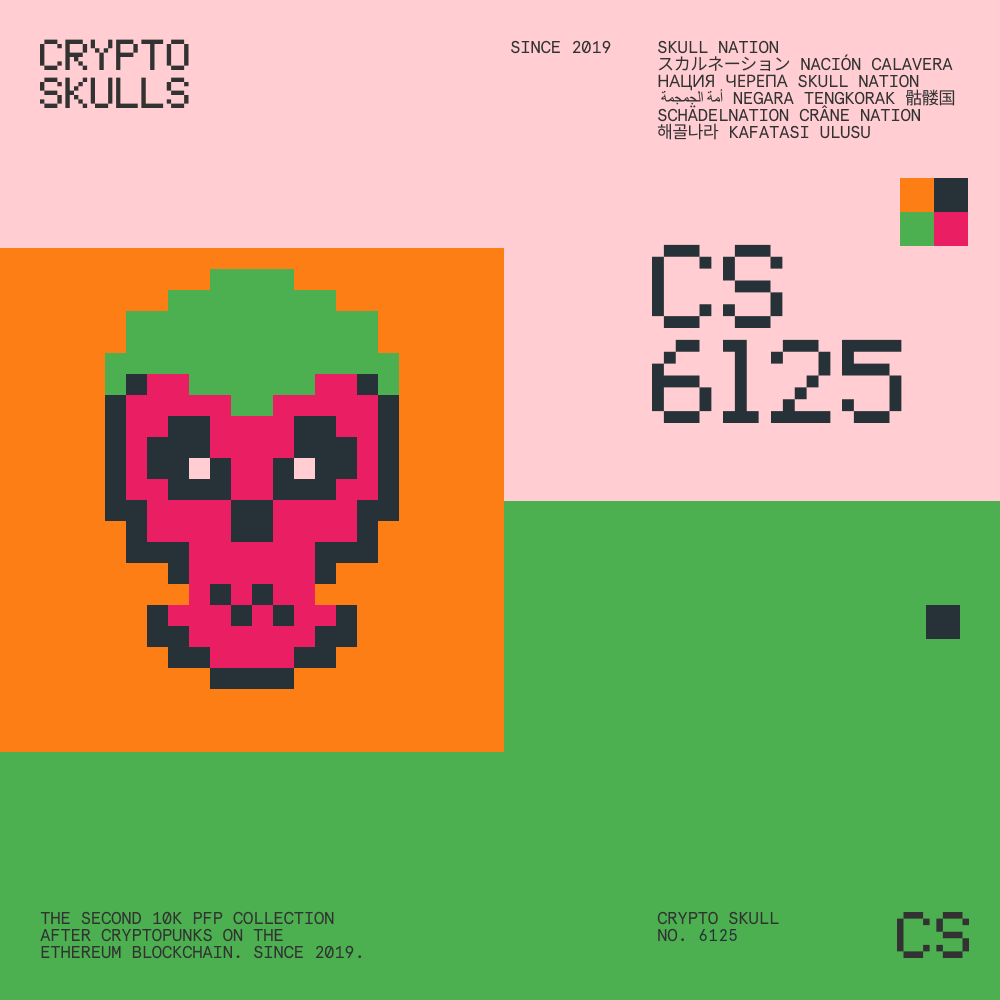 CRYPTO
SKULLS
SINCE 2019
SKULL NATION
スカルネーション NACIÓN CALAVERA
НАЦИЯ ЧЕРЕПА SKULL NATION
أمة الجمجمة NEGARA TENGKORAK 骷髅国
SCHÄDELNATION CRÂNE NATION
해골나라 KAFATASI ULUSU
CS
6125
THE SECOND 10K PFP COLLECTION
AFTER CRYPTOPUNKS ON THE
ETHEREUM BLOCKCHAIN. SINCE 2019.
CRYPTO SKULL
NO. 6125
CS